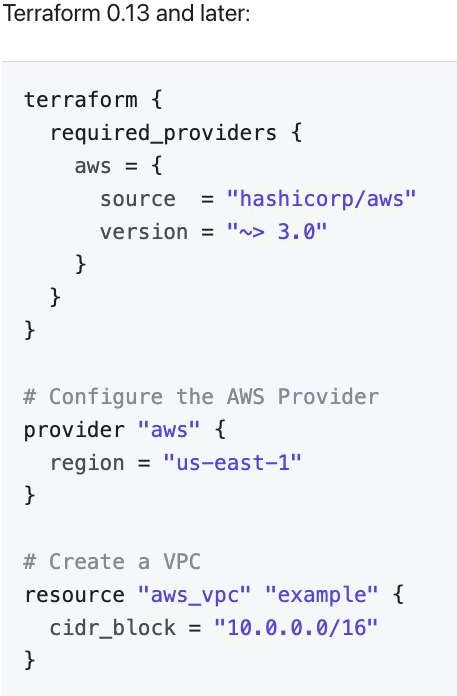 Terraform 0.13 and later:
terraform {
  required_providers {
    aws = {
      source  = "hashicorp/aws"
      version = "~> 3.0"
    }
  }
}

# Configure the AWS Provider
provider "aws" {
  region = "us-east-1"
}

# Create a VPC
resource "aws_vpc" "example" {
  cidr_block = "10.0.0.0/16"
}